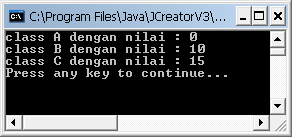 C:\Program Files\Java\JCreatorV3\...
class A dengan nilai : 0
class B dengan nilai : 10
class C dengan nilai : 15
Press any key to continue...